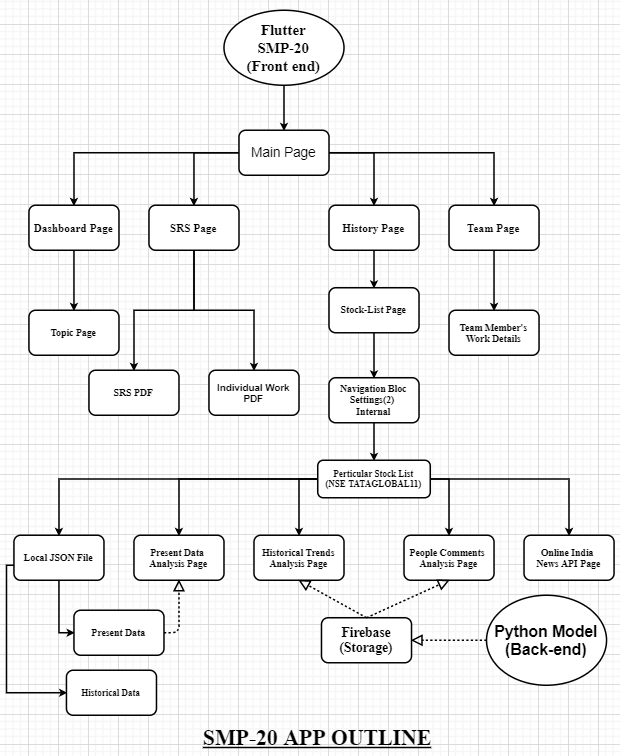 Flutter
SMP-20
(Front end)
Main Page
Dashboard Page
SRS Page
History Page
Team Page
Topic Page
Stock-List Page
Team Member's
Work Details
SRS PDF
Individual Work
PDF
Navigation Bloc
Settings(2)
Internal
Perticular Stock List
(NSE TATAGLOBAL11)
Local JSON File
Present Data
Analysis Page
Historical Trends
Analysis Page
People Comments
Analysis Page
Online India
News API Page
Present Data
Firebase
(Storage)
Python Model
(Back-end)
Historical Data
SMP-20 APP OUTLINE